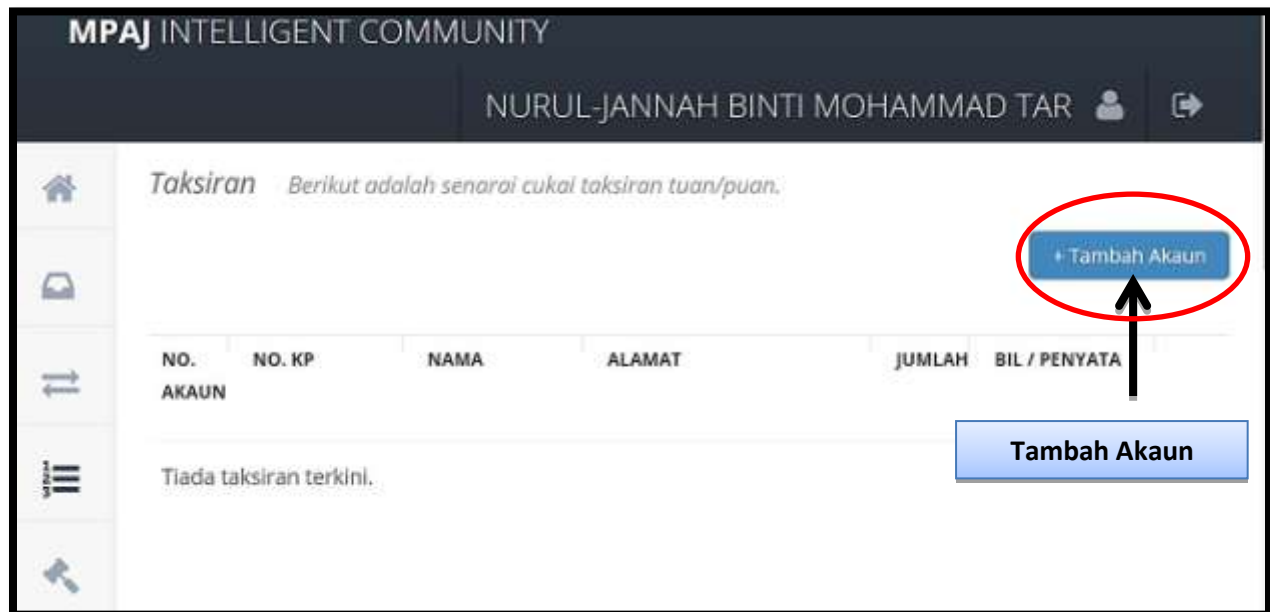 MPAJ INTELLIGENT COMMUNITY
NURUL-JANNAH BINTI MOHAMMAD TAR
Taksiran Berikut adalah senarai cukai taksiran tuan/puan.
+ Tambah Akaun
NO. AKAUN NO. KP NAMA ALAMAT JUMLAH BIL / PENYATA
Tambah Akaun
Tiada taksiran terkini.